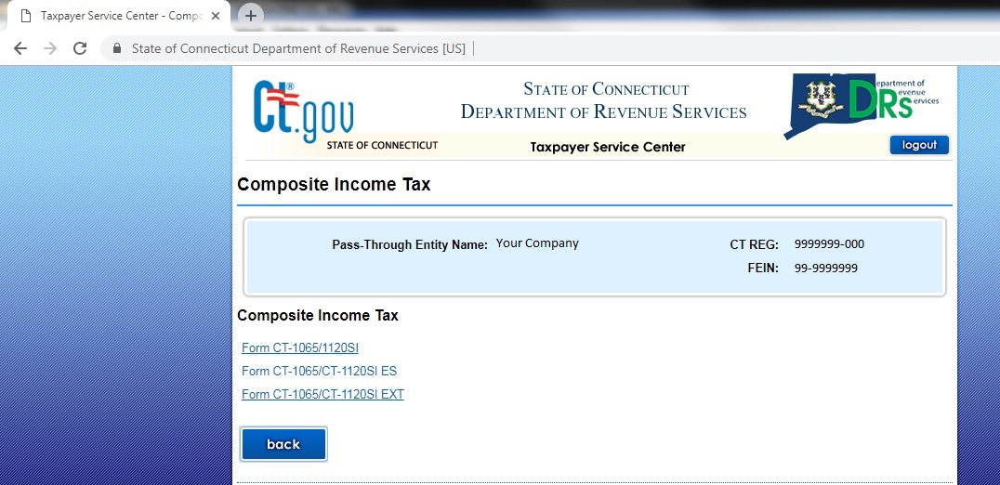 Taxpayer Service Center - Compo
State of Connecticut Department of Revenue Services [US]
Ct.gov®
STATE OF CONNECTICUT
STATE OF CONNECTICUT
DEPARTMENT OF REVENUE SERVICES
Department of
Revenue
Services
DRS
Taxpayer Service Center
logout
Composite Income Tax
Pass-Through Entity Name: Your Company CT REG: 9999999-000
FEIN: 99-9999999
Composite Income Tax
Form CT-1065/1120SI
Form CT-1065/CT-1120SI ES
Form CT-1065/CT-1120SI EXT
back